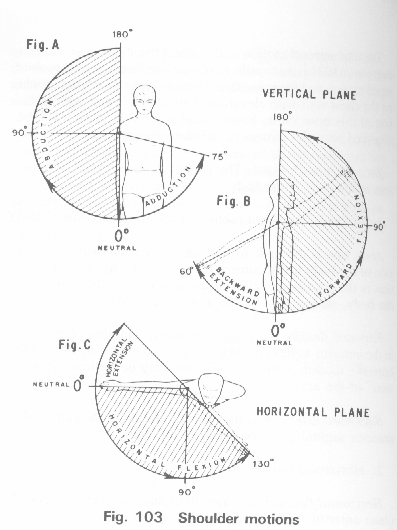 Fig. A
180°
90°
ABDUCTION
75°
ADDUCTION
0°
NEUTRAL
VERTICAL PLANE
180°
Fig. B
FLEXION
90°
60°
BACKWARD
EXTENSION
FORWARD
0°
NEUTRAL
Fig. C
HORIZONTAL
EXTENSION
NEUTRAL 0°
HORIZONTAL PLANE
HORIZONTAL FLEXION
130°
90°
Fig. 103 Shoulder motions